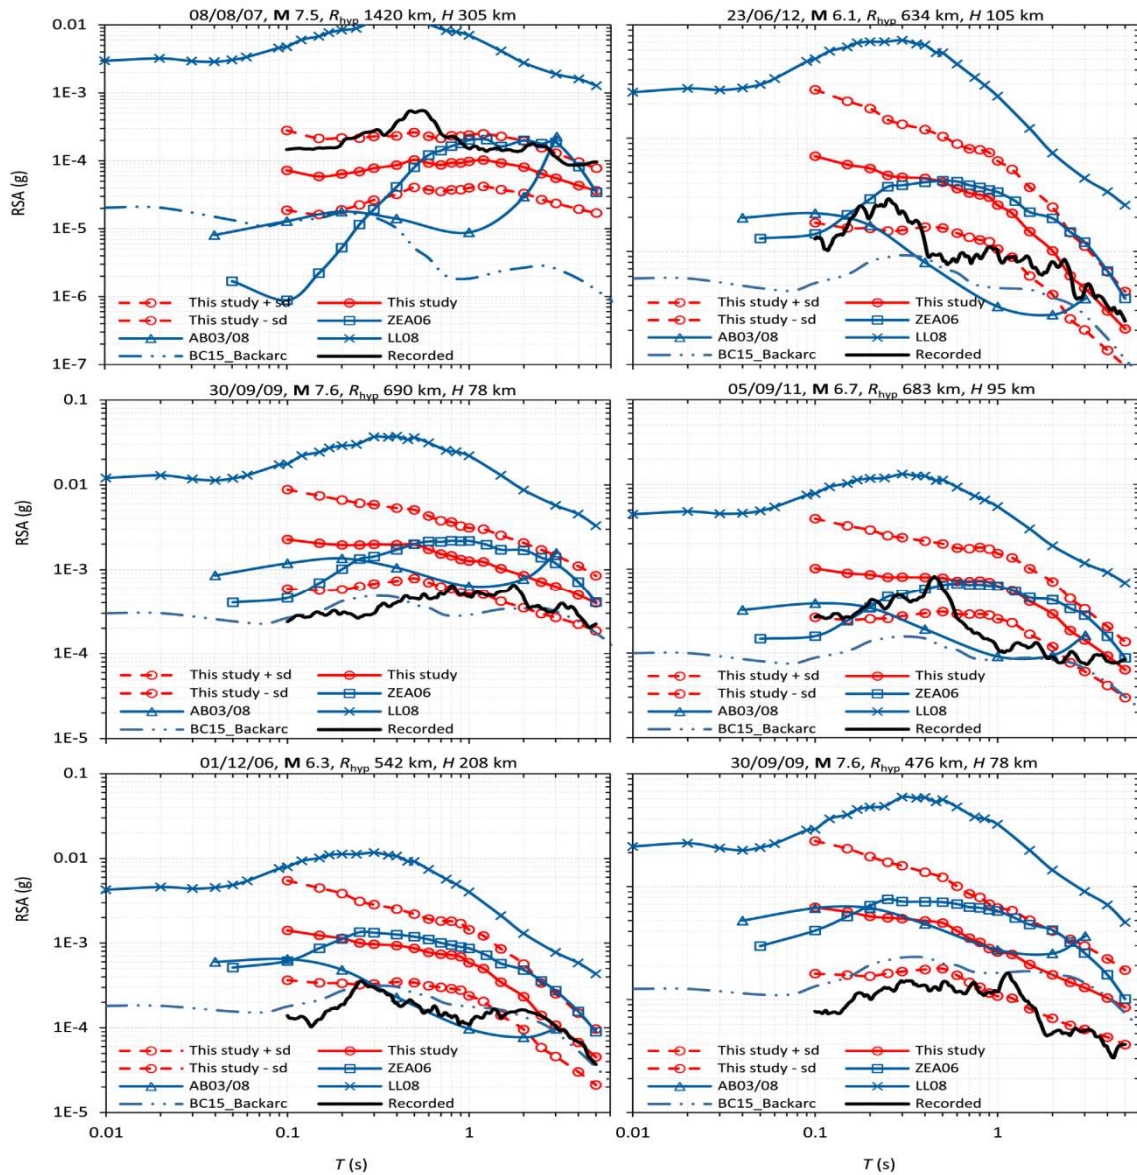 08/08/07, M 7.5, Rhyp 1420 km, H 305 km
0.01
1E-3
1E-4
1E-5
1E-6
1E-7
RSA (g)
This study + sd
This study
This study - sd
ZEA06
AB03/08
LL08
BC15_Backarc
Recorded
23/06/12, M 6.1, Rhyp 634 km, H 105 km
This study + sd
This study
This study - sd
ZEA06
AB03/08
LL08
BC15_Backarc
Recorded
30/09/09, M 7.6, Rhyp 690 km, H 78 km
0.1
0.01
1E-3
1E-4
1E-5
RSA (g)
This study + sd
This study
This study - sd
ZEA06
AB03/08
LL08
BC15_Backarc
Recorded
05/09/11, M 6.7, Rhyp 683 km, H 95 km
This study + sd
This study
This study - sd
ZEA06
AB03/08
LL08
BC15_Backarc
Recorded
01/12/06, M 6.3, Rhyp 542 km, H 208 km
0.1
0.01
1E-3
1E-4
1E-5
RSA (g)
This study + sd
This study
This study - sd
ZEA06
AB03/08
LL08
BC15_Backarc
Recorded
0.01 0.1 1
T (s)
30/09/09, M 7.6, Rhyp 476 km, H 78 km
This study + sd
This study
This study - sd
ZEA06
AB03/08
LL08
BC15_Backarc
Recorded
0.01 0.1 1
T (s)